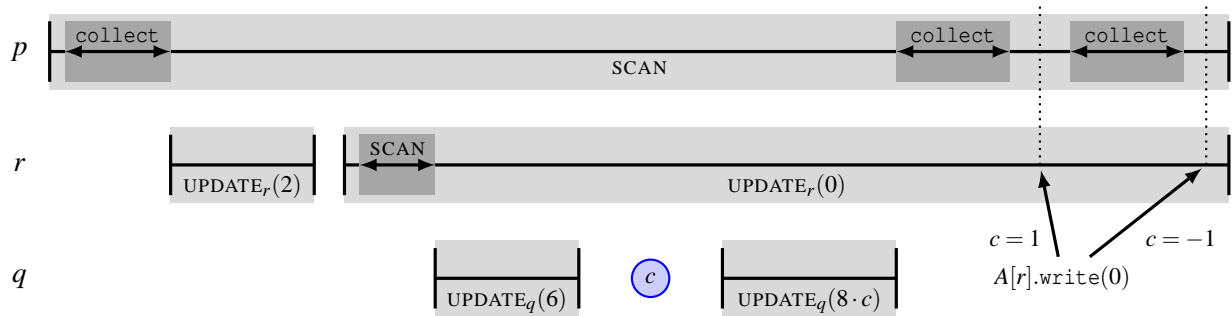 collect collect collect
p
SCAN
SCAN
r
UPDATE_r(2) UPDATE_r(0)
c = 1 c = −1
c
q
UPDATE_q(6) UPDATE_q(8 · c) A[r].write(0)